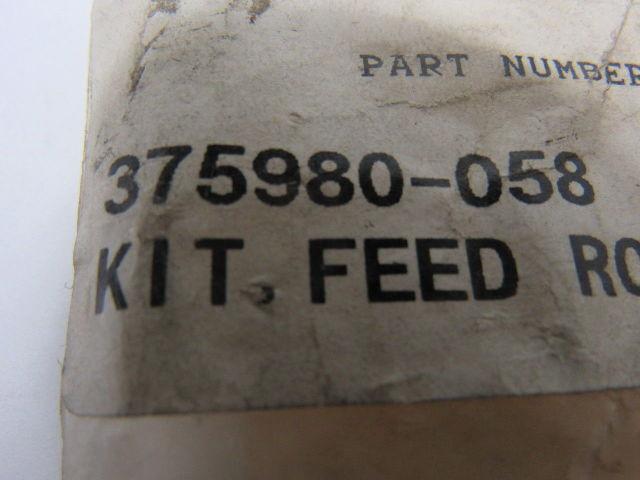 PART NUMBER
375980-058
KIT, FEED RO